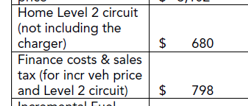 Home Level 2 circuit
(not including the
charger) $ 680
Finance costs & sales
tax (for incr veh price
and Level 2 circuit) $ 798